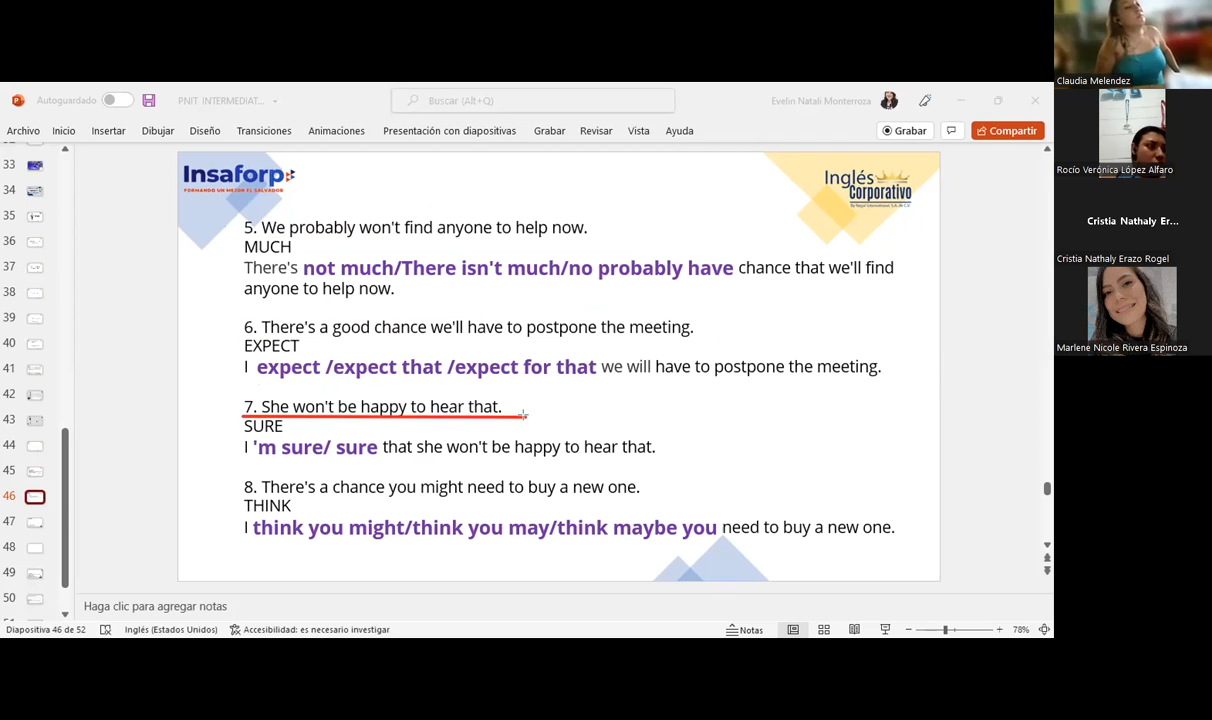 Claudia Melendez
Rocío Verónica López Alfaro
Cristia Nathaly Er...
Cristia Nathaly Erazo Rogel
Marlene Nicole Rivera Espinoza
Autoguardado
PNIT INTERMEDIAT...
Buscar (Alt+Q)
Evelin Natali Monterroza
Archivo Inicio Insertar Dibujar Diseño Transiciones Animaciones Presentación con diapositivas Grabar Revisar Vista Ayuda
Grabar
Compartir
33
34
35
36
37
38
39
40
41
42
43
44
45
46
47
48
49
50
Insaforp
FORMANDO UN MEJOR EL SALVADOR
Inglés
Corporativo
5. We probably won't find anyone to help now.
MUCH
There's not much/There isn't much/no probably have chance that we'll find
anyone to help now.
6. There's a good chance we'll have to postpone the meeting.
EXPECT
I expect /expect that /expect for that we will have to postpone the meeting.
7. She won't be happy to hear that.
SURE
I 'm sure/ sure that she won't be happy to hear that.
8. There's a chance you might need to buy a new one.
THINK
I think you might/think you may/think maybe you need to buy a new one.
Haga clic para agregar notas
Diapositiva 46 de 52
Inglés (Estados Unidos)
Accesibilidad: es necesario investigar
Notas
78%